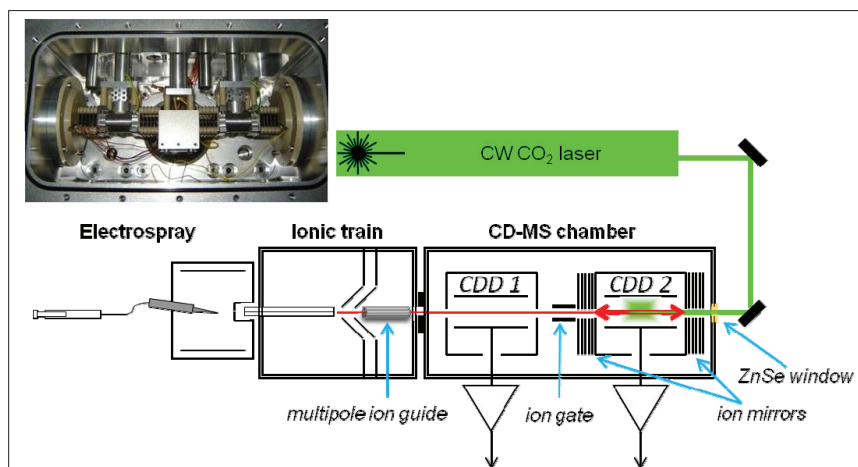 CW CO₂ laser
Electrospray
Ionic train
CD-MS chamber
CDD 1
CDD 2
ZnSe window
multipole ion guide
ion gate
ion mirrors